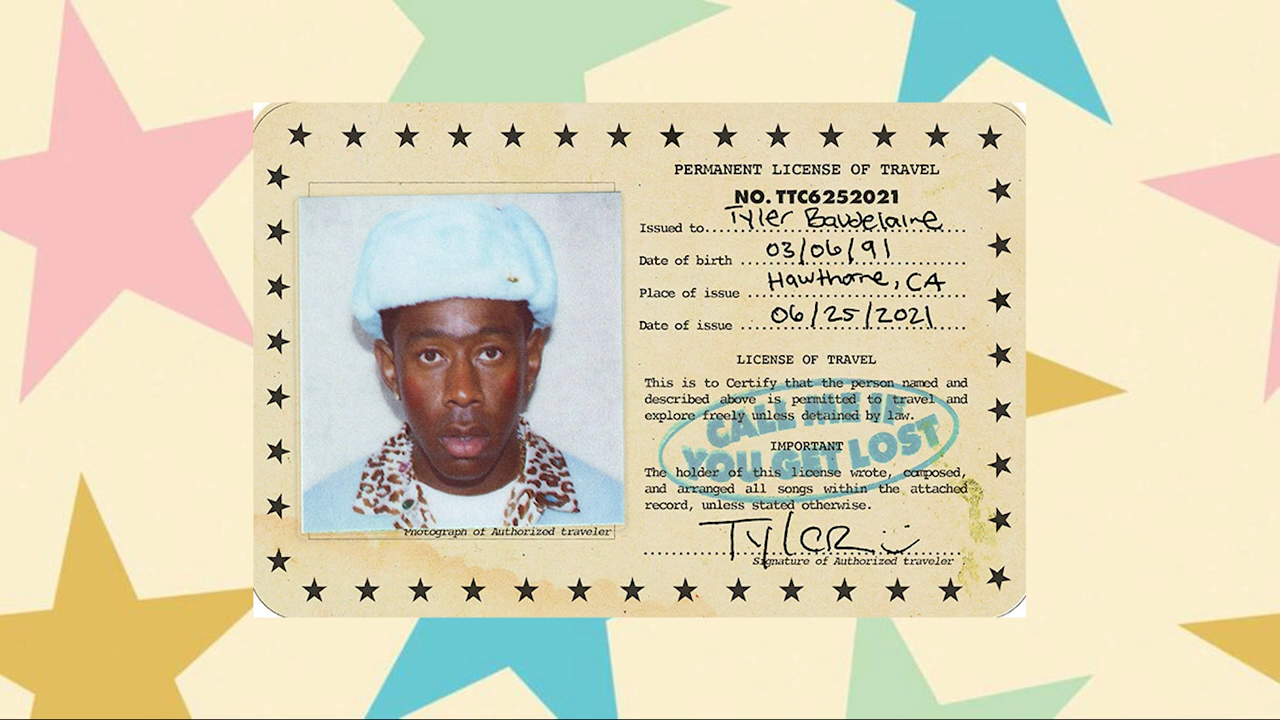 PERMANENT LICENSE OF TRAVEL
NO. TTC6252021
Issued to.. Tyler Baudelaire
Date of birth ... 03/06/91
Place of issue ... Hawthorne, CA
Date of issue ... 06/25/2021
LICENSE OF TRAVEL
This is to Certify that the person named and
described above is permitted to travel and
explore freely unless detained by law.
CALL ME IF
YOU GET LOST
IMPORTANT
The holder of this license wrote, composed,
and arranged all songs within the attached
record, unless stated otherwise.
TylER
Signature of Authorized traveler
Photograph of Authorized traveler